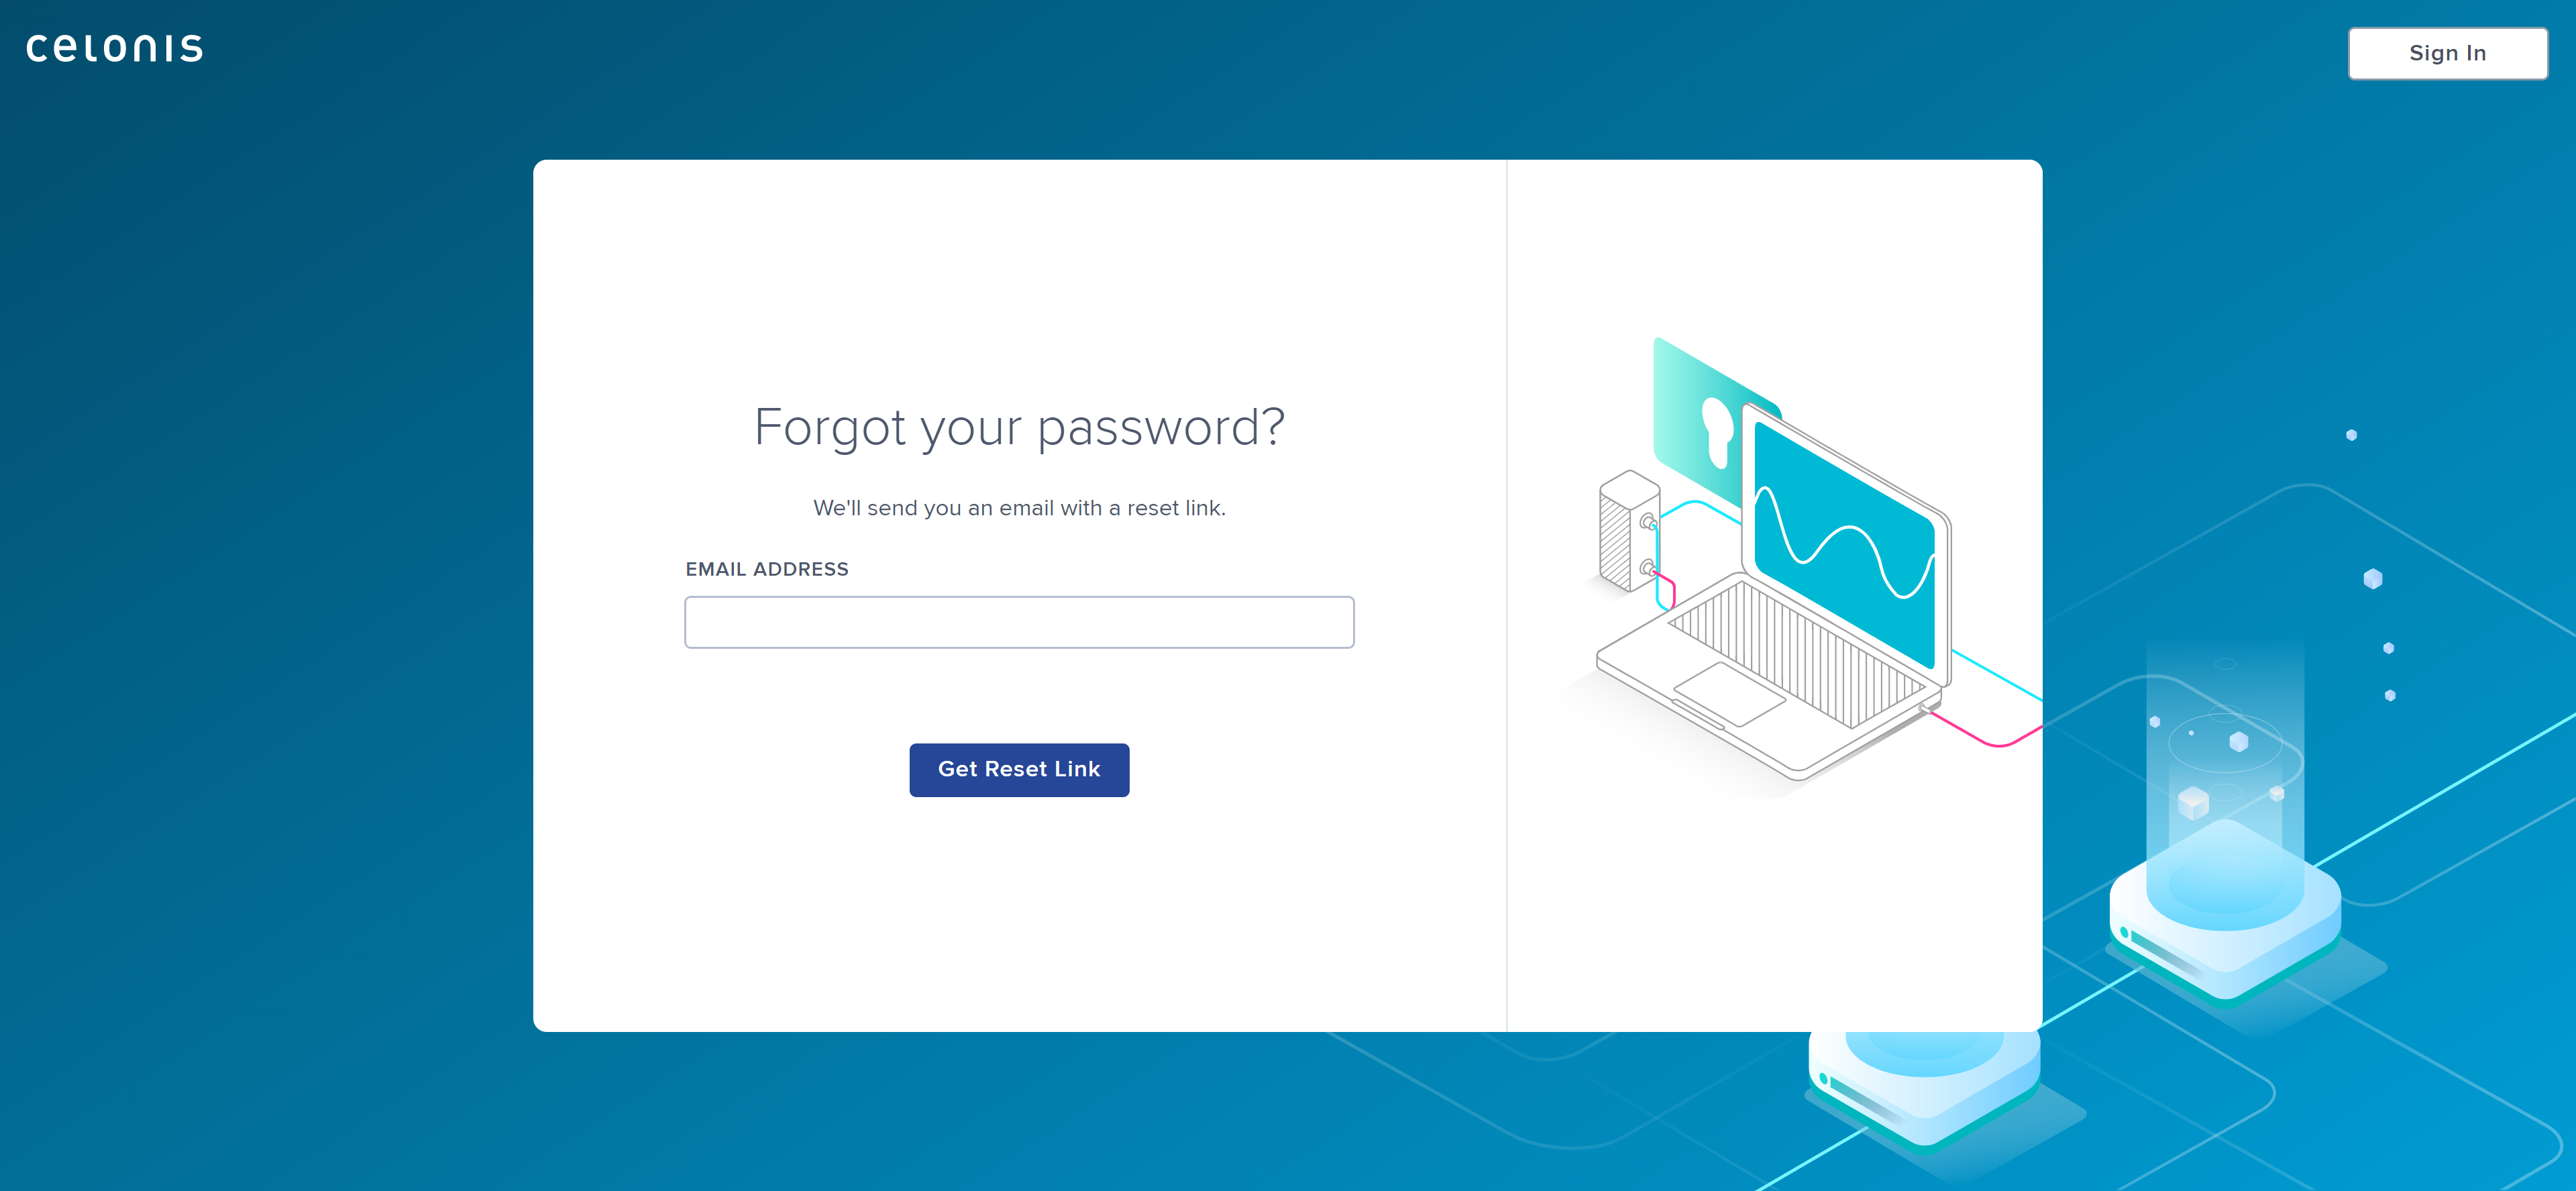 celonis
Sign In
Forgot your password?
We'll send you an email with a reset link.
EMAIL ADDRESS
Get Reset Link